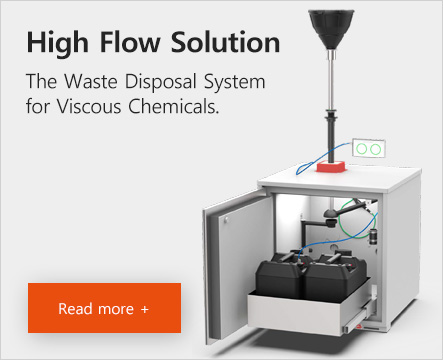 High Flow Solution
The Waste Disposal System
for Viscous Chemicals.
Read more +